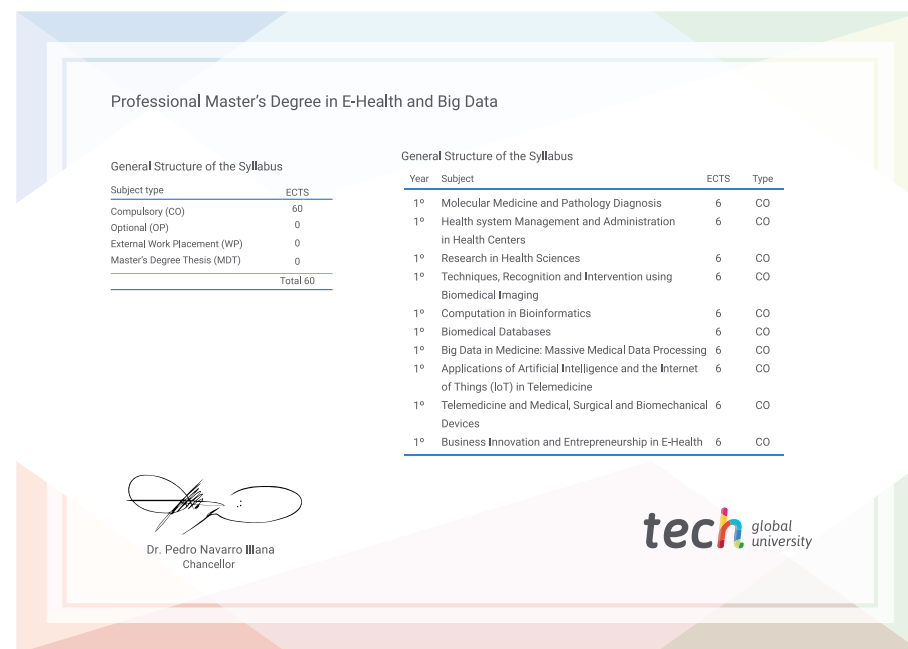 Professional Master's Degree in E-Health and Big Data
General Structure of the Syllabus
Subject type ECTS
Compulsory (CO) 60
Optional (OP) 0
External Work Placement (WP) 0
Master's Degree Thesis (MDT) 0
Total 60
General Structure of the Syllabus
Year Subject ECTS Type
1º Molecular Medicine and Pathology Diagnosis 6 CO
1º Health system Management and Administration 6 CO
in Health Centers
1º Research in Health Sciences 6 CO
1º Techniques, Recognition and Intervention using 6 CO
Biomedical Imaging
1º Computation in Bioinformatics 6 CO
1º Biomedical Databases 6 CO
1º Big Data in Medicine: Massive Medical Data Processing 6 CO
1º Applications of Artificial Intelligence and the Internet 6 CO
of Things (loT) in Telemedicine
1º Telemedicine and Medical, Surgical and Biomechanical 6 CO
Devices
1º Business Innovation and Entrepreneurship in E-Health 6 CO
Dr. Pedro Navarro Illana
Chancellor
tech global
university